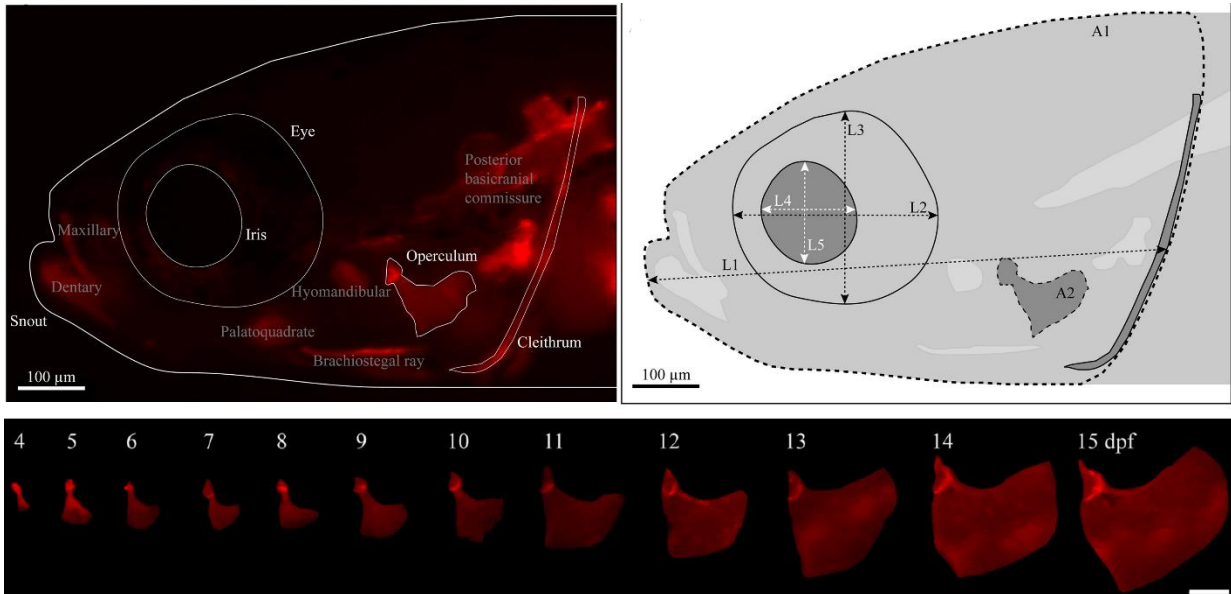 Eye
Posterior
basicranial
commissure
Maxillary
Iris
Operculum
Dentary
Hyomandibular
Snout
Palatoquadrate
Brachiostegal ray
Cleithrum
100 µm
A1
L3
L4
L2
L5
L1
A2
100 µm
4 5 6 7 8 9 10 11 12 13 14 15 dpf